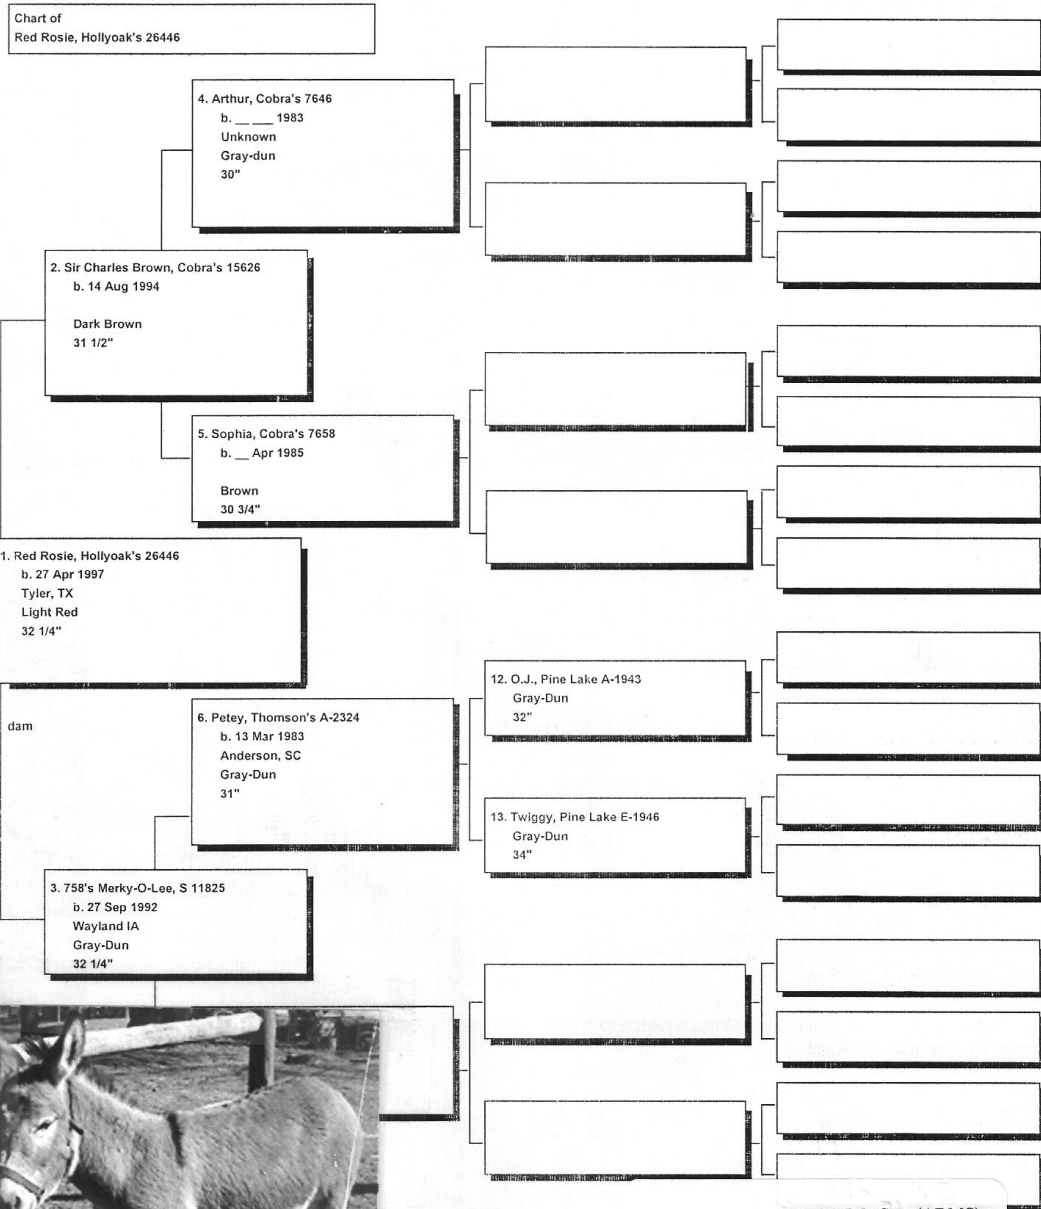 Chart of
Red Rosie, Hollyoak's 26446
4. Arthur, Cobra's 7646
b. __ ___ 1983
Unknown
Gray-dun
30"
2. Sir Charles Brown, Cobra's 15626
b. 14 Aug 1994
Dark Brown
31 1/2"
5. Sophia, Cobra's 7658
b. __ Apr 1985
Brown
30 3/4"
1. Red Rosie, Hollyoak's 26446
b. 27 Apr 1997
Tyler, TX
Light Red
32 1/4"
dam
6. Petey, Thomson's A-2324
b. 13 Mar 1983
Anderson, SC
Gray-Dun
31"
12. O.J., Pine Lake A-1943
Gray-Dun
32"
13. Twiggy, Pine Lake E-1946
Gray-Dun
34"
3. 758's Merky-O-Lee, S 11825
b. 27 Sep 1992
Wayland IA
Gray-Dun
32 1/4"